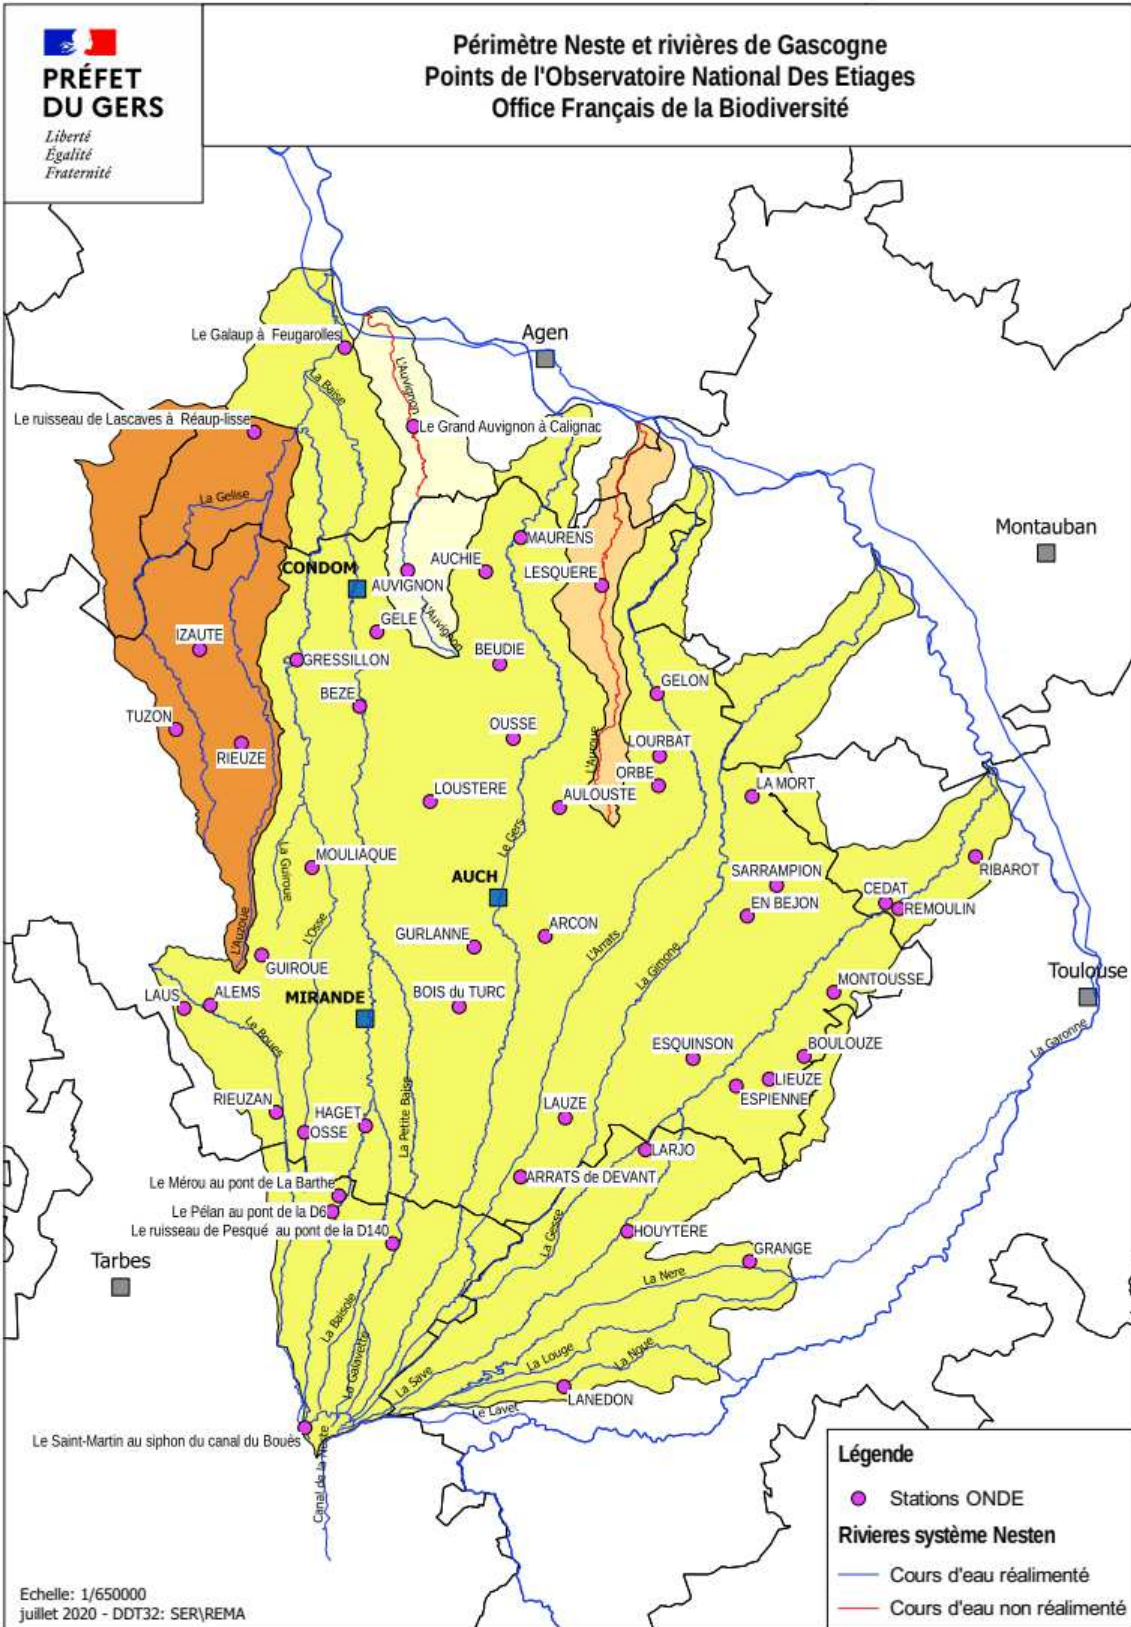 PRÉFET
DU GERS
Liberté
Égalité
Fraternité
Périmètre Neste et rivières de Gascogne
Points de l'Observatoire National Des Etiages
Office Français de la Biodiversité
Le Galaup à Feugarolles
Agen
La Baise
L'Auvignon
Le ruisseau de Lascaves à Réaup-lisse
Le Grand Auvignon à Calignac
La Gelise
Montauban
MAURENS
AUCHIE
CONDOM
AUVIGNON
LESQUERE
GELE
L'Auvignon
IZAUTE
GRESSILLON
BEUDIE
BEZE
GELON
TUZON
OUSSE
RIEUZE
L'Auroue
LOURBAT
ORBE
LOUSTERE
AULOUSTE
LA MORT
Le Gers
La Guiroue
MOULIAQUE
AUCH
SARRAMPION
RIBAROT
CEDAT
EN BEJON
REMOULIN
L'Osse
L'Auzoue
GURLANNE
ARCON
L'Arrats
La Gimone
GUIROUE
Toulouse
MONTOUSSE
LAUS
ALEMS
MIRANDE
BOIS du TURC
Le Boues
La Garonne
ESQUINSON
BOULOUZE
LIEUZE
ESPIENNE
RIEUZAN
HAGET
OSSE
La Petite Baise
LAUZE
LARJO
Le Mérou au pont de La Barthe
ARRATS de DEVANT
Le Pélan au pont de la D6
Le ruisseau de Pesqué au pont de la D140
La Gesse
HOUYTERE
GRANGE
Tarbes
La Nere
La Baisole
La Galavette
La Save
La Louge
La Noue
LANEDON
Le Lavet
Le Saint-Martin au siphon du canal du Bouès
Canal de la Neste
Légende
Stations ONDE
Rivieres système Nesten
Cours d'eau réalimenté
Cours d'eau non réalimenté
Echelle: 1/650000
juillet 2020 - DDT32: SER\REMA